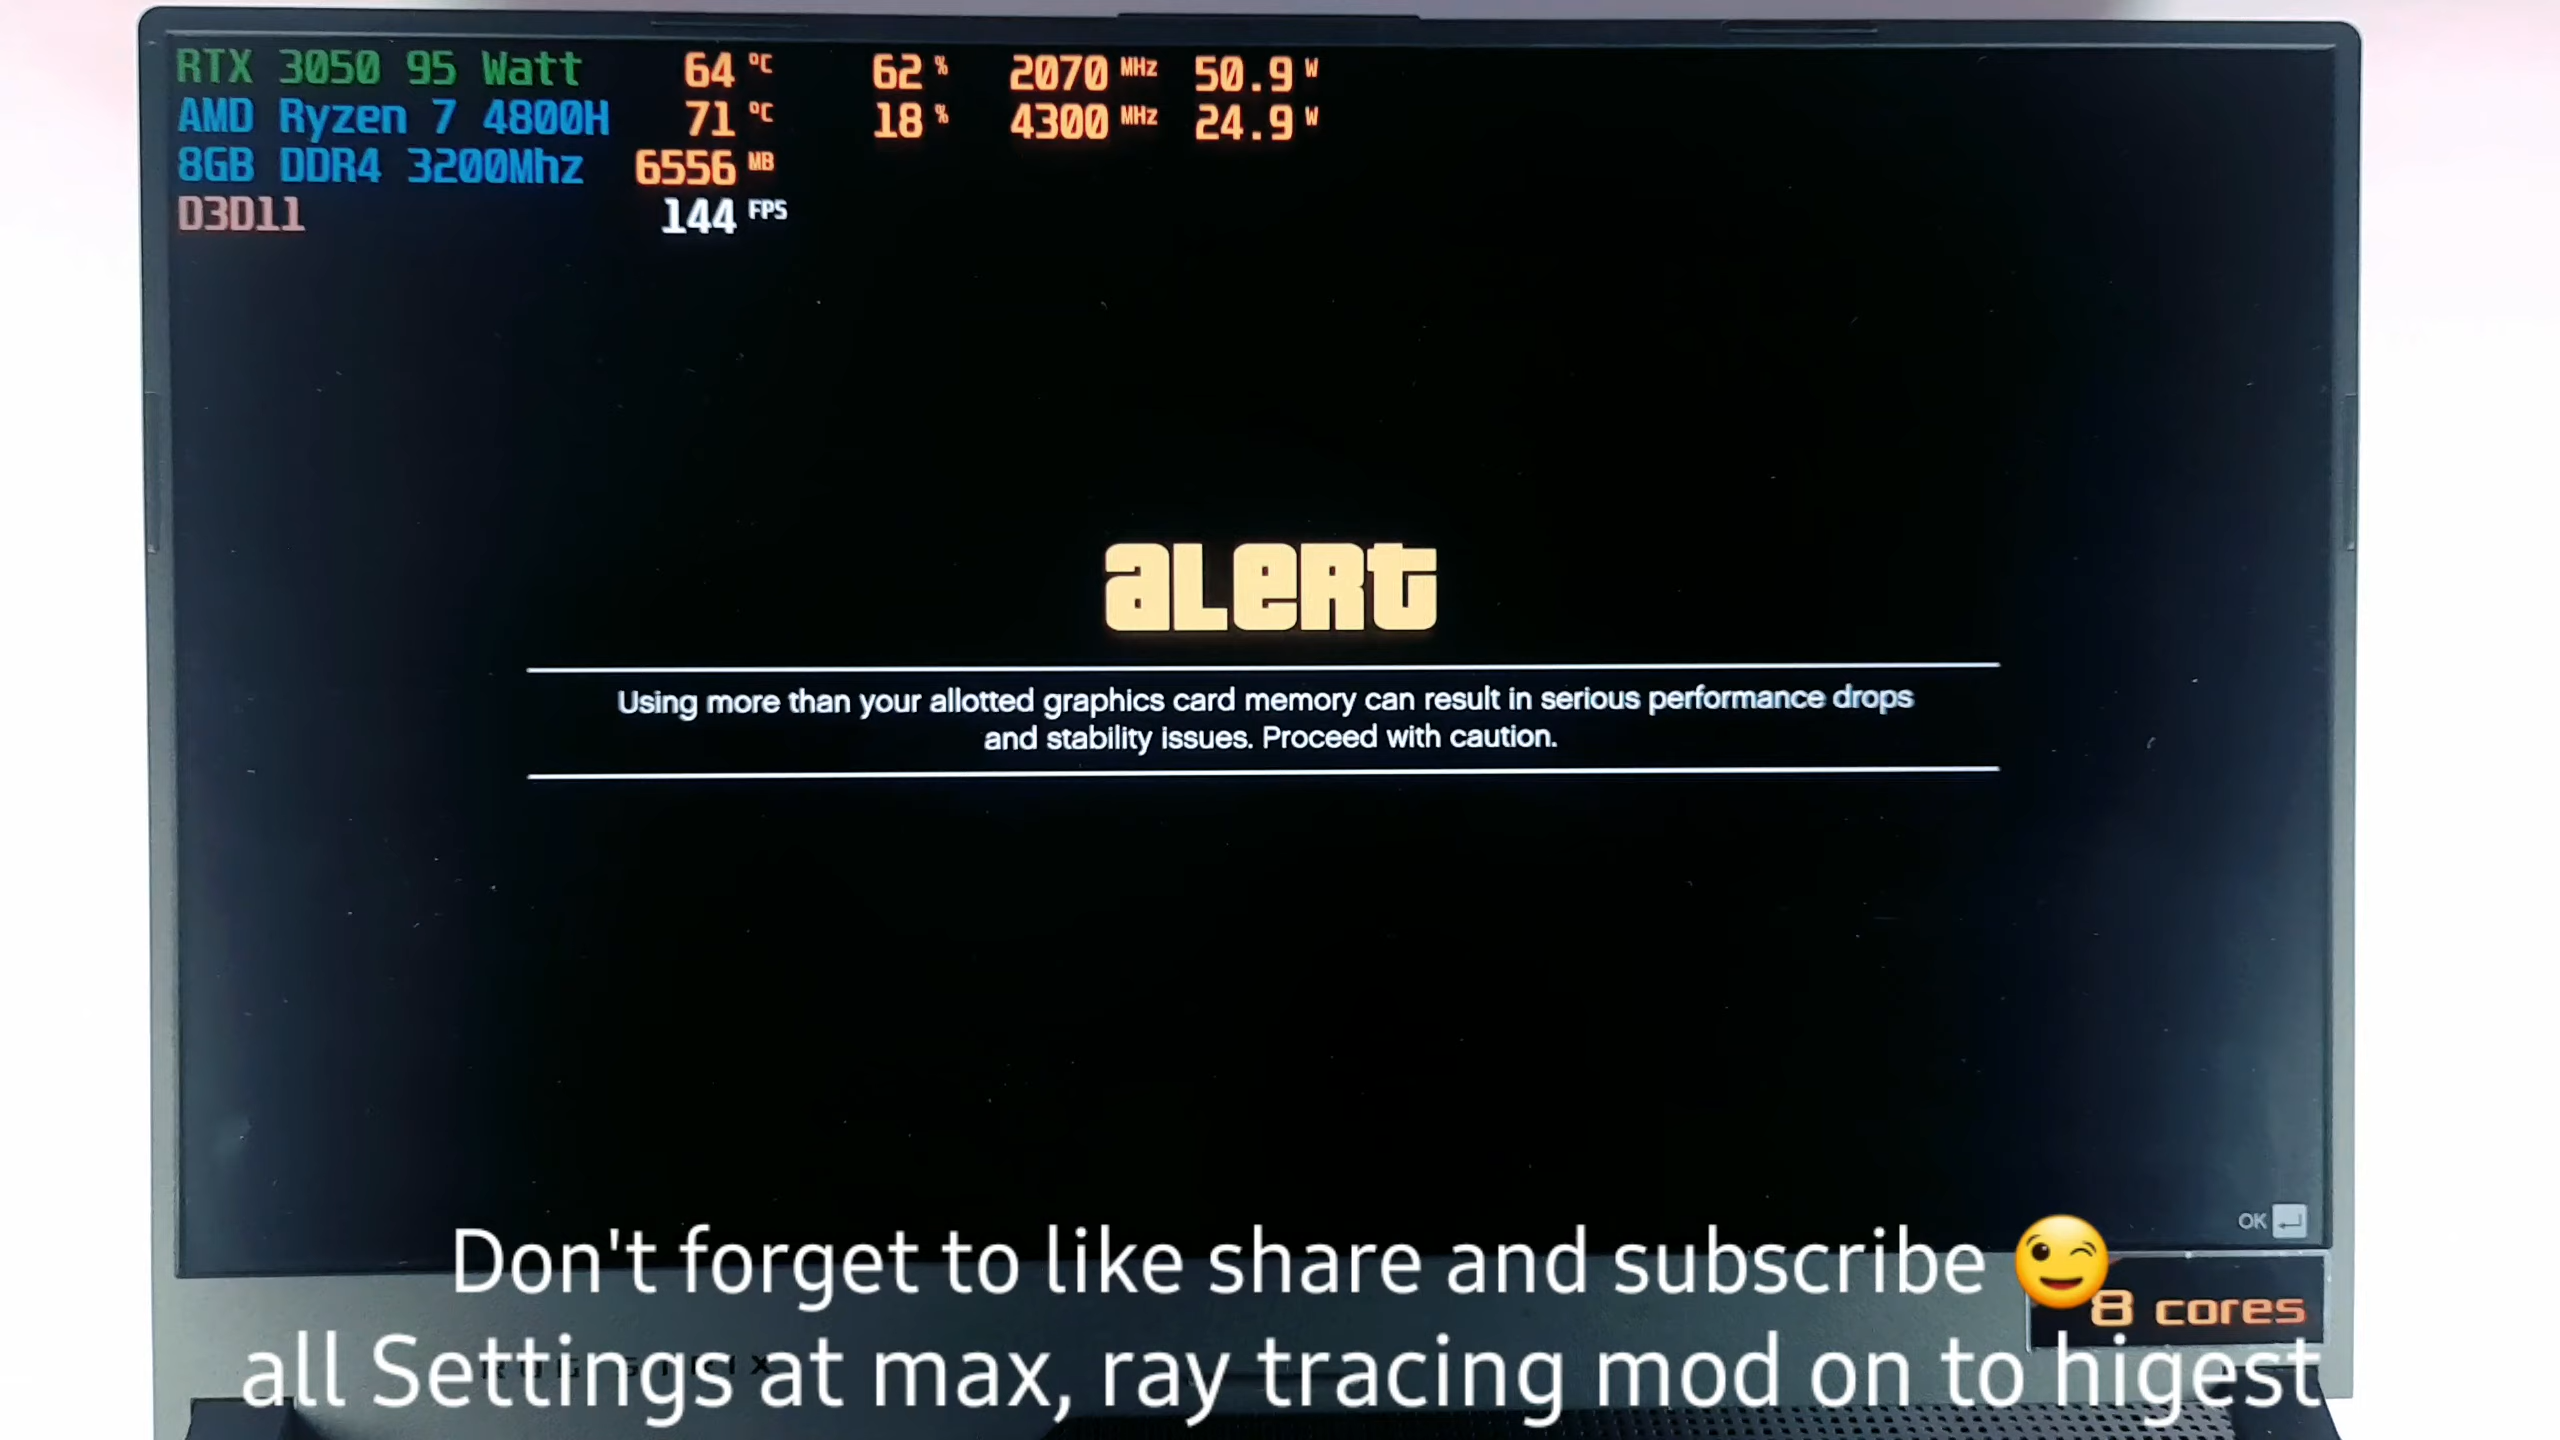 RTX 3050 95 Watt 64 °C 62 % 2070 MHz 50.9 W
AMD Ryzen 7 4800H 71 °C 18 % 4300 MHz 24.9 W
8GB DDR4 3200Mhz 6556 MB
D3D11 144 FPS
ALERT
Using more than your allotted graphics card memory can result in serious performance drops
and stability issues. Proceed with caution.
OK
Don't forget to like share and subscribe 😉
8 cores
all Settings at max, ray tracing mod on to higest